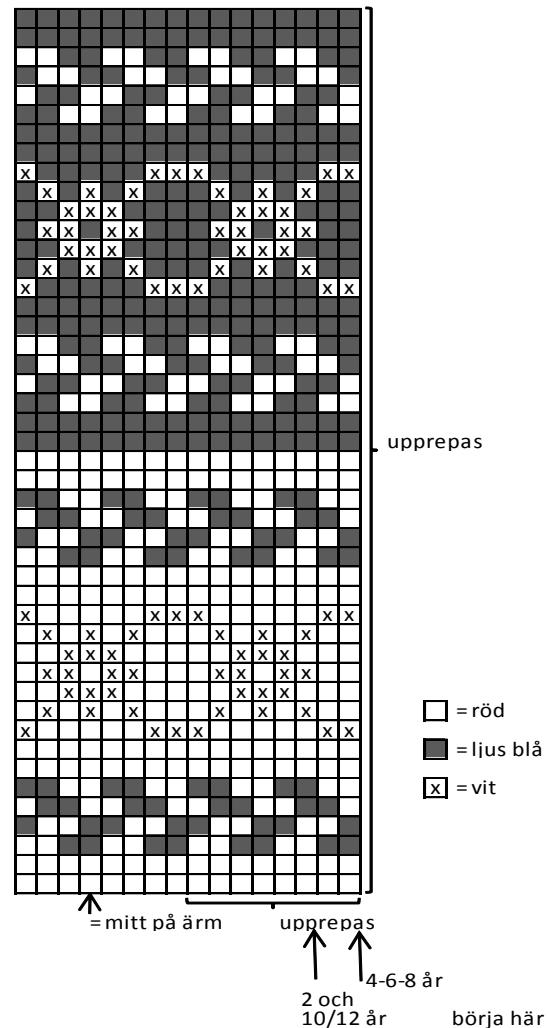 upprepas
= röd
= ljus blå
x = vit
= mitt på ärm
upprepas
4-6-8 år
2 och
10/12 år
börja här